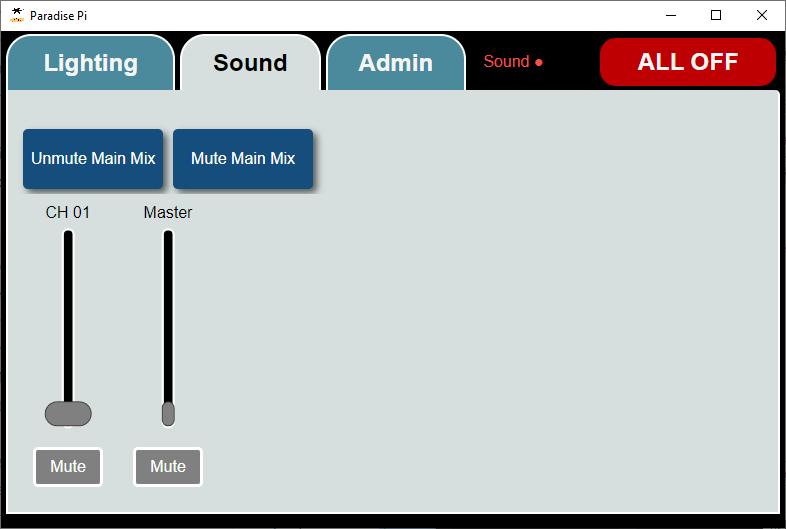 Paradise Pi
Lighting
Sound
Admin
Sound ●
ALL OFF
Unmute Main Mix
Mute Main Mix
CH 01
Master
Mute
Mute